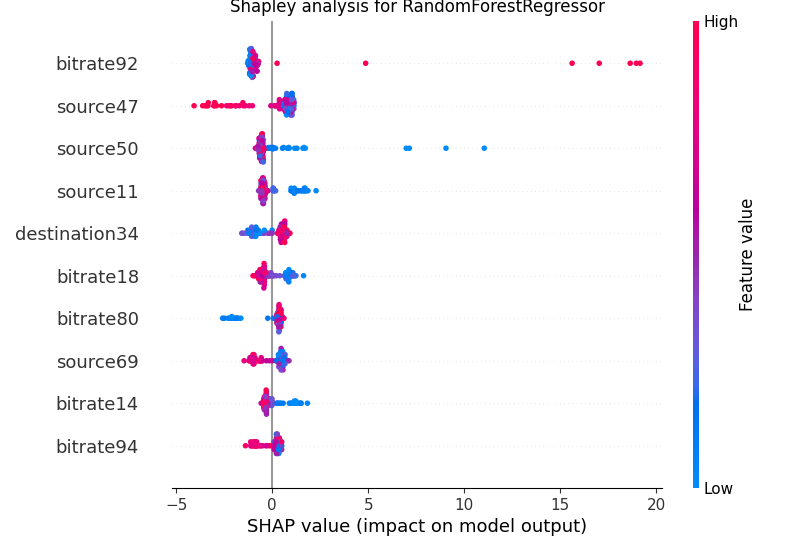 Shapley analysis for RandomForestRegressor
High
bitrate92
source47
source50
source11
destination34
bitrate18
bitrate80
source69
bitrate14
bitrate94
Feature value
Low
−5
0
5
10
15
20
SHAP value (impact on model output)